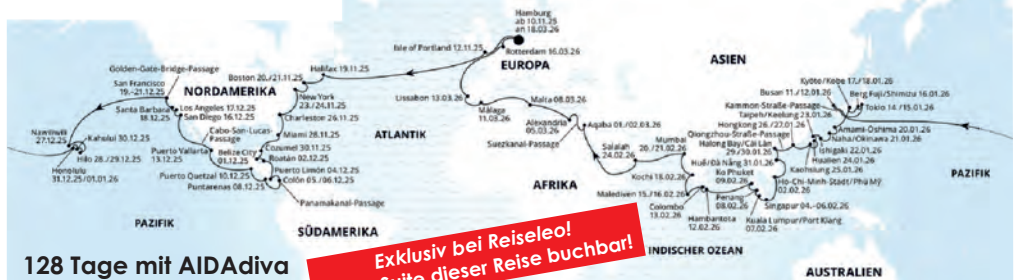 Hamburg
ab 10.11.25
an 18.03.26
Isle of Portland 12.11.25
Rotterdam 16.03.26
EUROPA
ASIEN
Halifax 19.11.25
Boston 20./21.11.25
Golden-Gate-Bridge-Passage
San Francisco
19.-21.12.25
NORDAMERIKA
New York
23./24.11.25
Charleston 26.11.25
Los Angeles 17.12.25
San Diego 16.12.25
Santa Barbara
18.12.25
Miami 28.11.25
Cabo-San-Lucas-
Passage
Nawiliwili
27.12.25
Kahului 30.12.25
Hilo 28./29.12.25
Honolulu
31.12.25/01.01.26
Puerto Vallarta
13.12.25
Belize City
01.12.25
Cozumel 30.11.25
Roatán 02.12.25
Puerto Limón 04.12.25
Colón 05./06.12.25
Puerto Quetzal 10.12.25
Puntarenas 08.12.25
Panamakanal-Passage
ATLANTIK
Lissabon 13.03.26
Málaga
11.03.26
Malta 08.03.26
Alexandria
05.03.26
Suezkanal-Passage
Aqaba 01./02.03.26
Salalah
24.02.26
Mumbai
20./21.02.26
Kochi 18.02.26
Malediven 15./16.02.26
Colombo
13.02.26
Hambantota
12.02.26
Kyōto/Kobe 17./18.01.26
Busan 11./12.01.26
Berg Fuji/Shimizu 16.01.26
Tokio 14./15.01.26
Kammon-Straße-Passage
Taipeh/Keelung 23.01.26
Hongkong 26./27.01.26
Qiongzhou-Straße-Passage
Halong Bay/Cái Lân
29./30.01.26
Amami-Ōshima 20.01.26
Naha/Okinawa 21.01.26
Ishigaki 22.01.26
Hualien 24.01.26
Kaohsiung 25.01.26
Huế/Đà Nẵng 31.01.26
Ho-Chi-Minh-Stadt/Phú Mỹ
02.02.26
Ko Phuket
09.02.26
Penang
08.02.26
Singapur 04.-06.02.26
Kuala Lumpur/Port Klang
07.02.26
AFRIKA
PAZIFIK
PAZIFIK
SÜDAMERIKA
INDISCHER OZEAN
AUSTRALIEN
128 Tage mit AIDAdiva
Exklusiv bei Reiseleo!
dieser Reise buchbar!